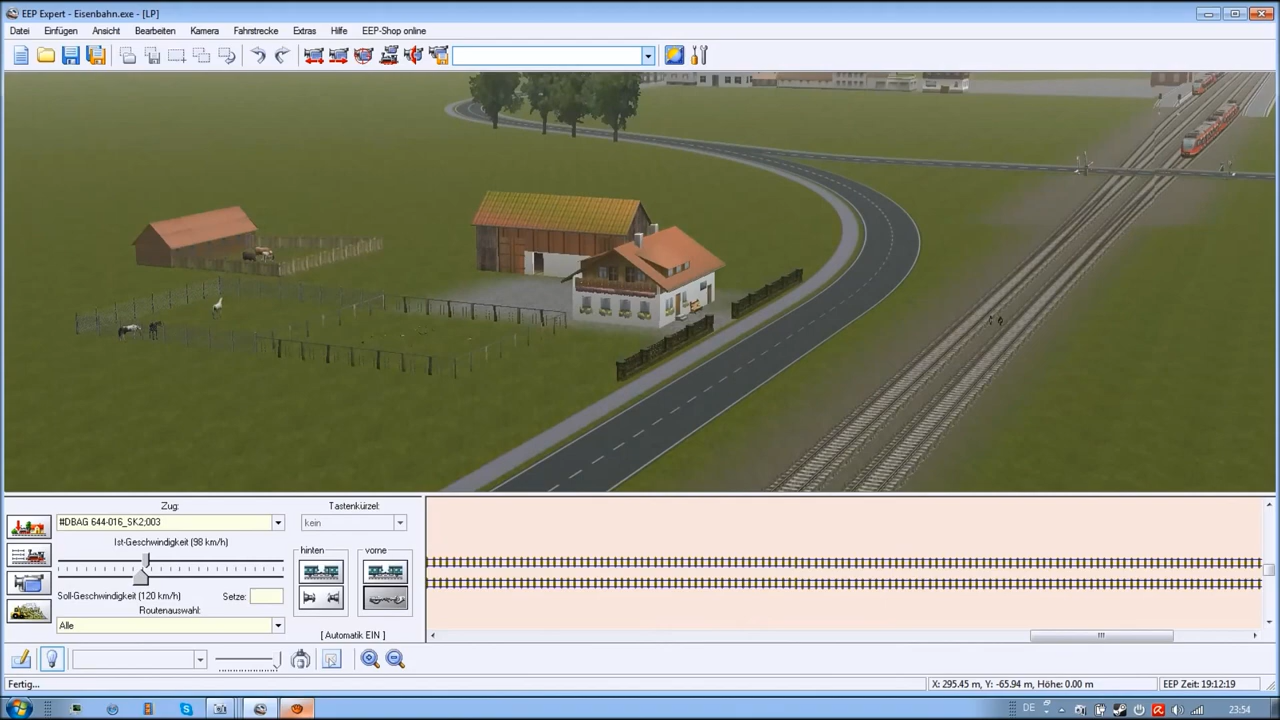 EEP Expert - Eisenbahn.exe - [LP]
Datei Einfügen Ansicht Bearbeiten Kamera Fahrstrecke Extras Hilfe EEP-Shop online
Zug:
#DBAG 644-016_SK2;003
Ist-Geschwindigkeit (98 km/h)
Soll-Geschwindigkeit (120 km/h) Setze:
Routenauswahl:
Alle
Tastenkürzel:
kein
hinten vorne
[ Automatik EIN ]
Fertig... X: 295.45 m, Y: -65.94 m, Höhe: 0.00 m EEP Zeit: 19:12:19
DE 23:54